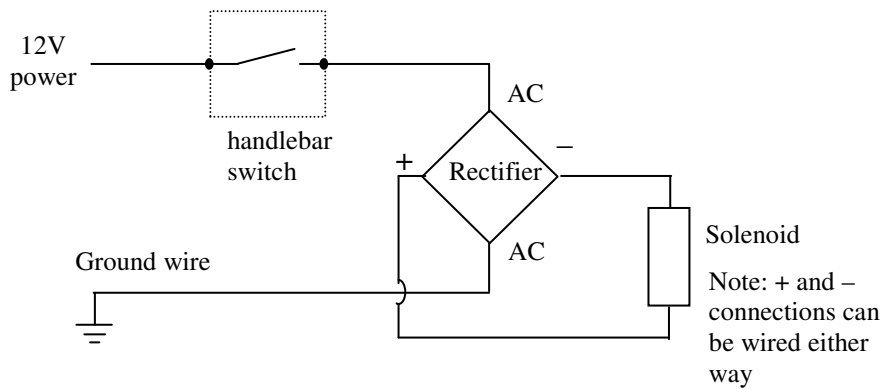 12V
power
handlebar
switch
AC
+
Rectifier
–
AC
Ground wire
Solenoid
Note: + and –
connections can
be wired either
way